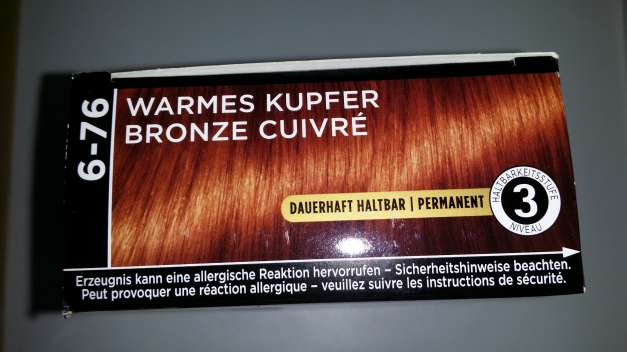 6-76
WARMES KUPFER
BRONZE CUIVRÉ
DAUERHAFT HALTBAR | PERMANENT
HALTBARKEITSSTUFE
3
NIVEAU
Erzeugnis kann eine allergische Reaktion hervorrufen – Sicherheitshinweise beachten.
Peut provoquer une réaction allergique – veuillez suivre les instructions de sécurité.